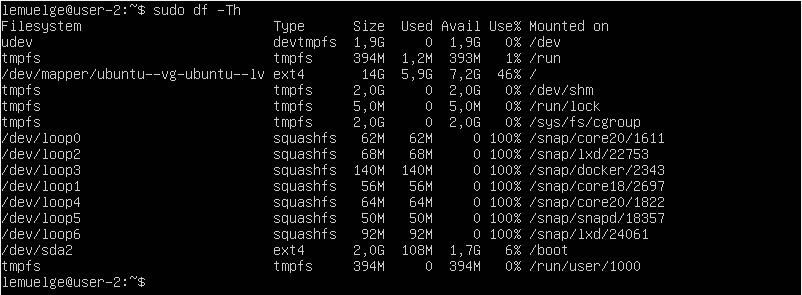 lemuelge@user-2:~$ sudo df -Th
Filesystem                        Type      Size  Used Avail Use% Mounted on
udev                              devtmpfs  1,9G     0  1,9G   0% /dev
tmpfs                             tmpfs     394M  1,2M  393M   1% /run
/dev/mapper/ubuntu--vg-ubuntu--lv ext4       14G  5,9G  7,2G  46% /
tmpfs                             tmpfs     2,0G     0  2,0G   0% /dev/shm
tmpfs                             tmpfs     5,0M     0  5,0M   0% /run/lock
tmpfs                             tmpfs     2,0G     0  2,0G   0% /sys/fs/cgroup
/dev/loop0                        squashfs   62M   62M     0 100% /snap/core20/1611
/dev/loop2                        squashfs   68M   68M     0 100% /snap/lxd/22753
/dev/loop3                        squashfs  140M  140M     0 100% /snap/docker/2343
/dev/loop1                        squashfs   56M   56M     0 100% /snap/core18/2697
/dev/loop4                        squashfs   64M   64M     0 100% /snap/core20/1822
/dev/loop5                        squashfs   50M   50M     0 100% /snap/snapd/18357
/dev/loop6                        squashfs   92M   92M     0 100% /snap/lxd/24061
/dev/sda2                         ext4      2,0G  108M  1,7G   6% /boot
tmpfs                             tmpfs     394M     0  394M   0% /run/user/1000
lemuelge@user-2:~$